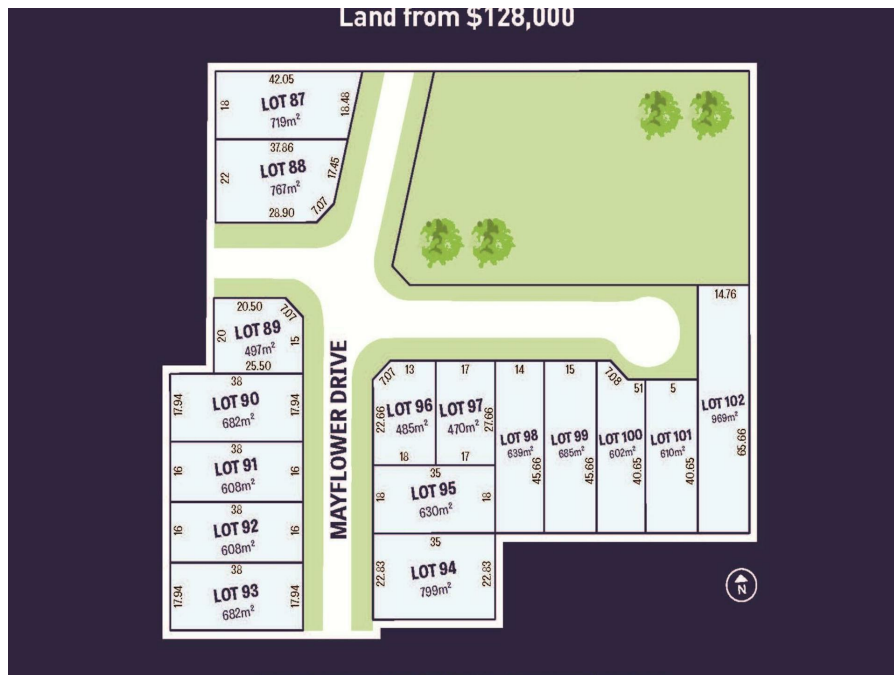 Land from $128,000
42.05
18
LOT 87
719m²
18.48
37.86
22
LOT 88
767m²
17.45
28.90
7.07
20.50
7.07
20
LOT 89
497m²
15
25.50
38
17.94
LOT 90
682m²
17.94
38
16
LOT 91
608m²
16
38
16
LOT 92
608m²
16
38
17.94
LOT 93
682m²
17.94
MAYFLOWER DRIVE
7.07
13
22.66
LOT 96
485m²
18
17
LOT 97
470m²
27.66
17
35
18
LOT 95
630m²
18
35
22.83
LOT 94
799m²
22.83
14
LOT 98
639m²
45.66
15
LOT 99
685m²
45.66
7.08
51
LOT 100
602m²
40.65
5
LOT 101
610m²
40.65
14.76
LOT 102
969m²
65.66
N